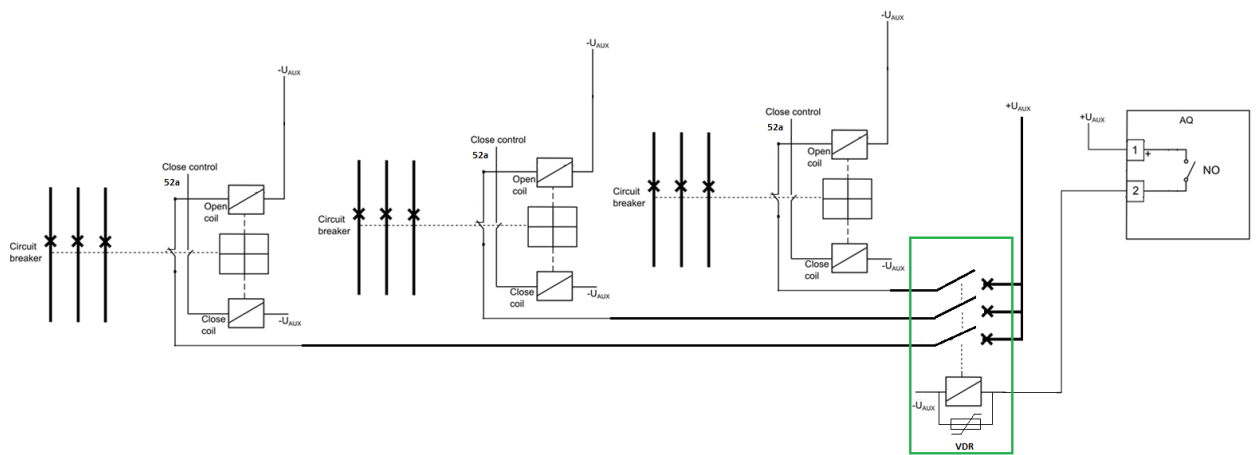 -UAUX
Close control
52a
Open
coil
Circuit
breaker
Close
coil
-UAUX
-UAUX
Close control
52a
Open
coil
Circuit
breaker
Close
coil
-UAUX
-UAUX
Close control
52a
Open
coil
Circuit
breaker
Close
coil
-UAUX
+UAUX
-UAUX
VDR
+UAUX
AQ
1
+
NO
2